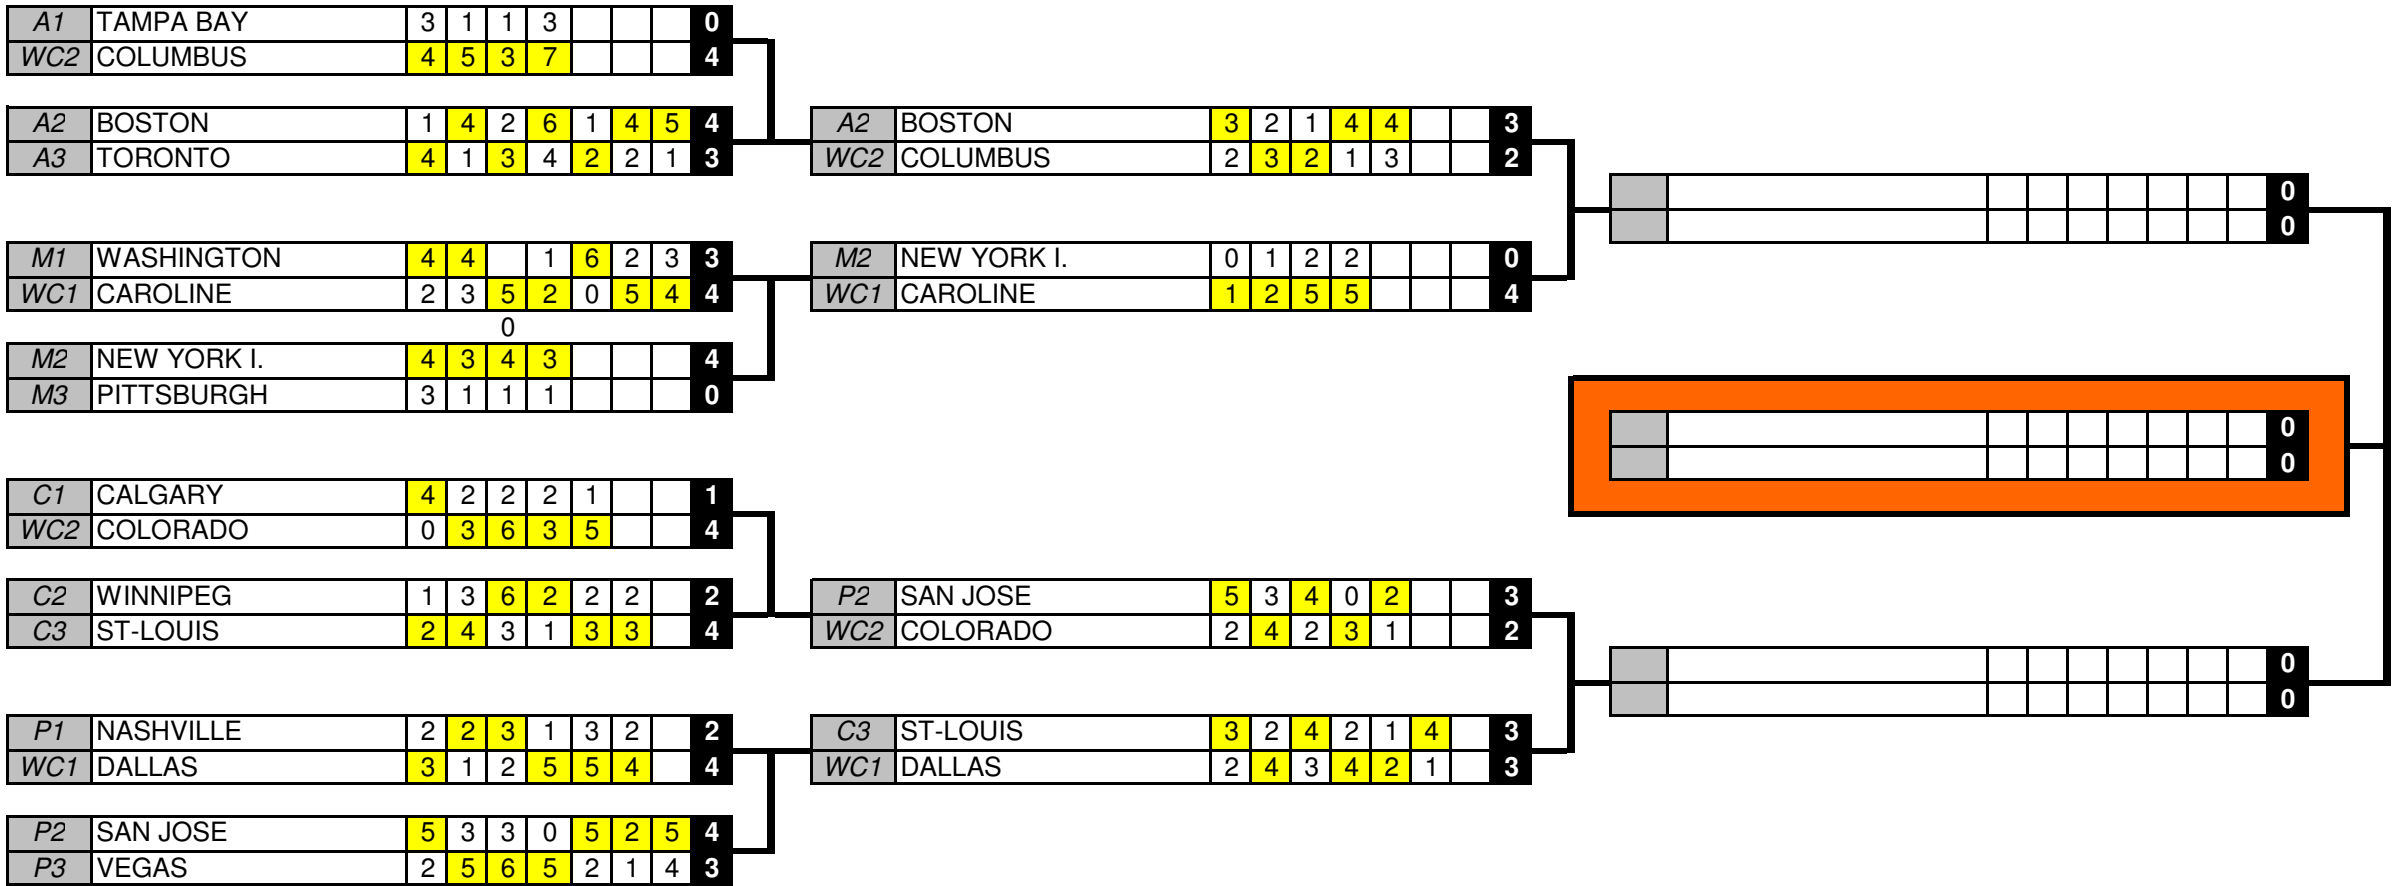 A1 TAMPA BAY 3 1 1 3 0
WC2 COLUMBUS 4 5 3 7 4
A2 BOSTON 1 4 2 6 1 4 5 4
A3 TORONTO 4 1 3 4 2 2 1 3
M1 WASHINGTON 4 4 1 6 2 3 3
WC1 CAROLINE 2 3 5 2 0 5 4 4
0
M2 NEW YORK I. 4 3 4 3 4
M3 PITTSBURGH 3 1 1 1 0
C1 CALGARY 4 2 2 2 1 1
WC2 COLORADO 0 3 6 3 5 4
C2 WINNIPEG 1 3 6 2 2 2 2
C3 ST-LOUIS 2 4 3 1 3 3 4
P1 NASHVILLE 2 2 3 1 3 2 2
WC1 DALLAS 3 1 2 5 5 4 4
P2 SAN JOSE 5 3 3 0 5 2 5 4
P3 VEGAS 2 5 6 5 2 1 4 3
A2 BOSTON 3 2 1 4 4 3
WC2 COLUMBUS 2 3 2 1 3 2
M2 NEW YORK I. 0 1 2 2 0
WC1 CAROLINE 1 2 5 5 4
P2 SAN JOSE 5 3 4 0 2 3
WC2 COLORADO 2 4 2 3 1 2
C3 ST-LOUIS 3 2 4 2 1 4 3
WC1 DALLAS 2 4 3 4 2 1 3
0
0
0
0
0
0